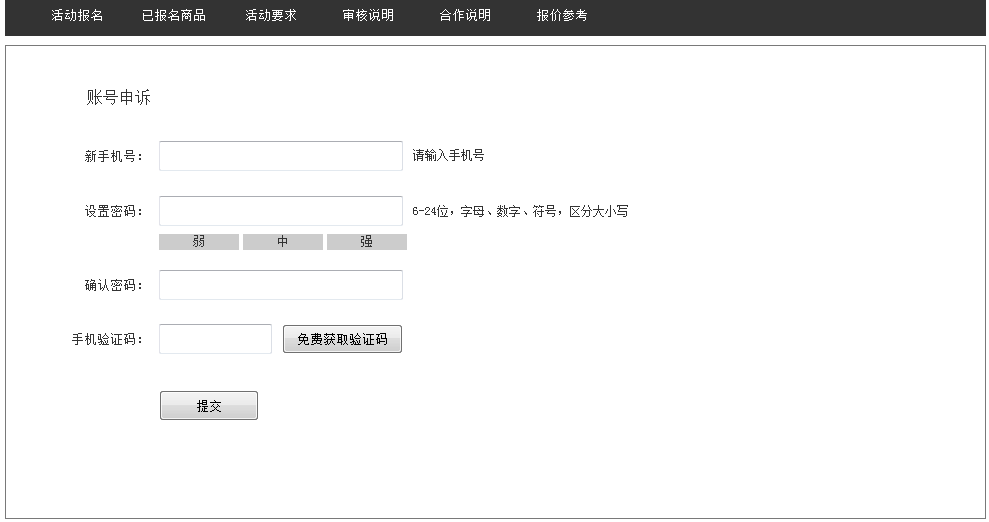 活动报名 已报名商品 活动要求 审核说明 合作说明 报价参考
账号申诉
新手机号： 请输入手机号
设置密码： 6-24位，字母、数字、符号，区分大小写
弱 中 强
确认密码：
手机验证码： 免费获取验证码
提交